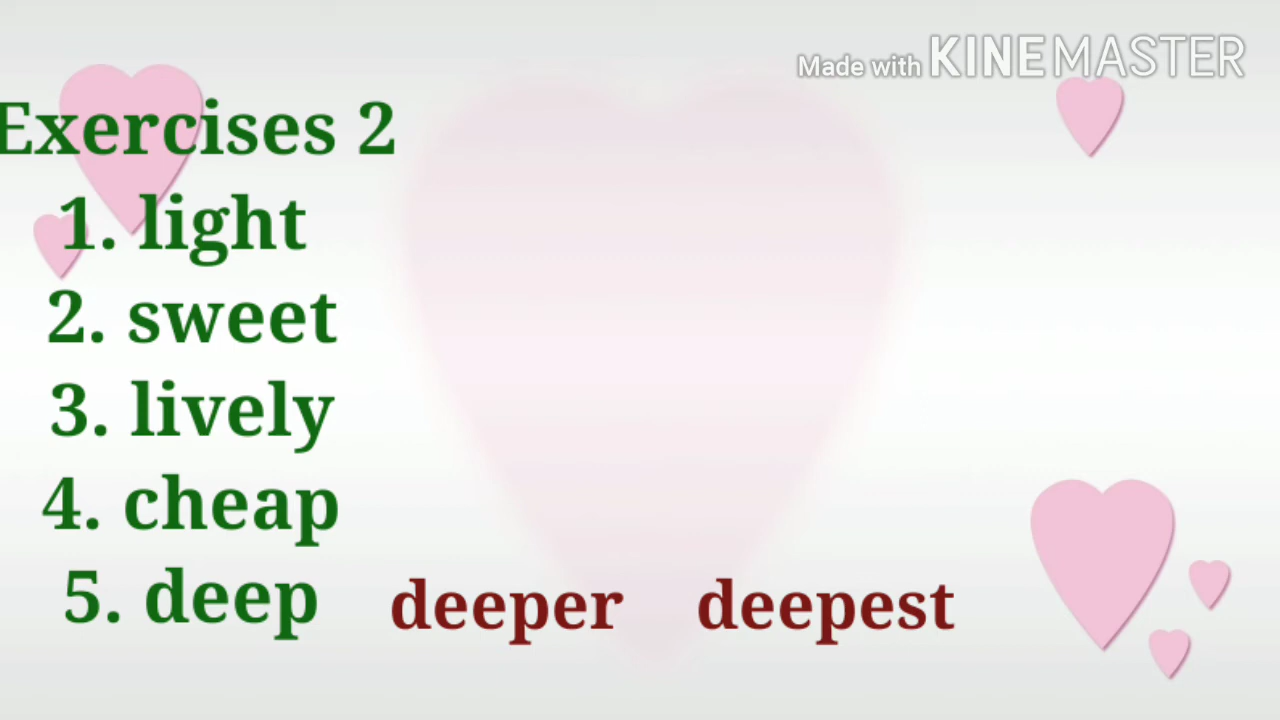 Made with KINEMASTER
Exercises 2
1. light
2. sweet
3. lively
4. cheap
5. deep deeper deepest